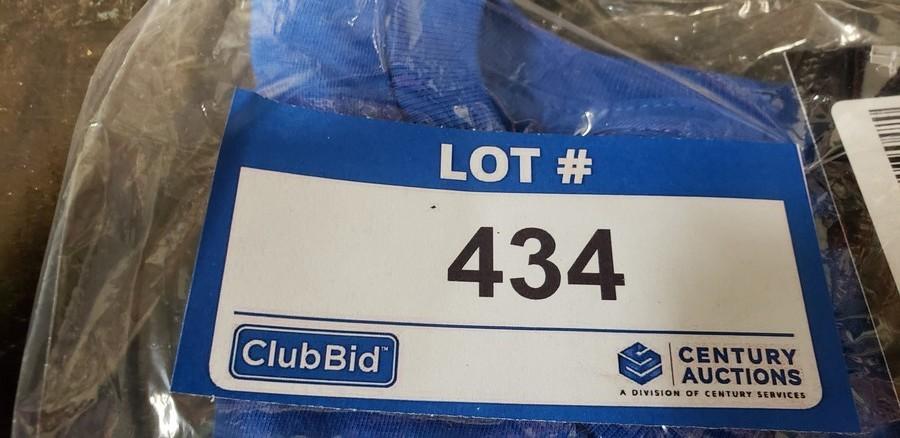 LOT #
434
ClubBid™
CENTURY
AUCTIONS
A DIVISION OF CENTURY SERVICES